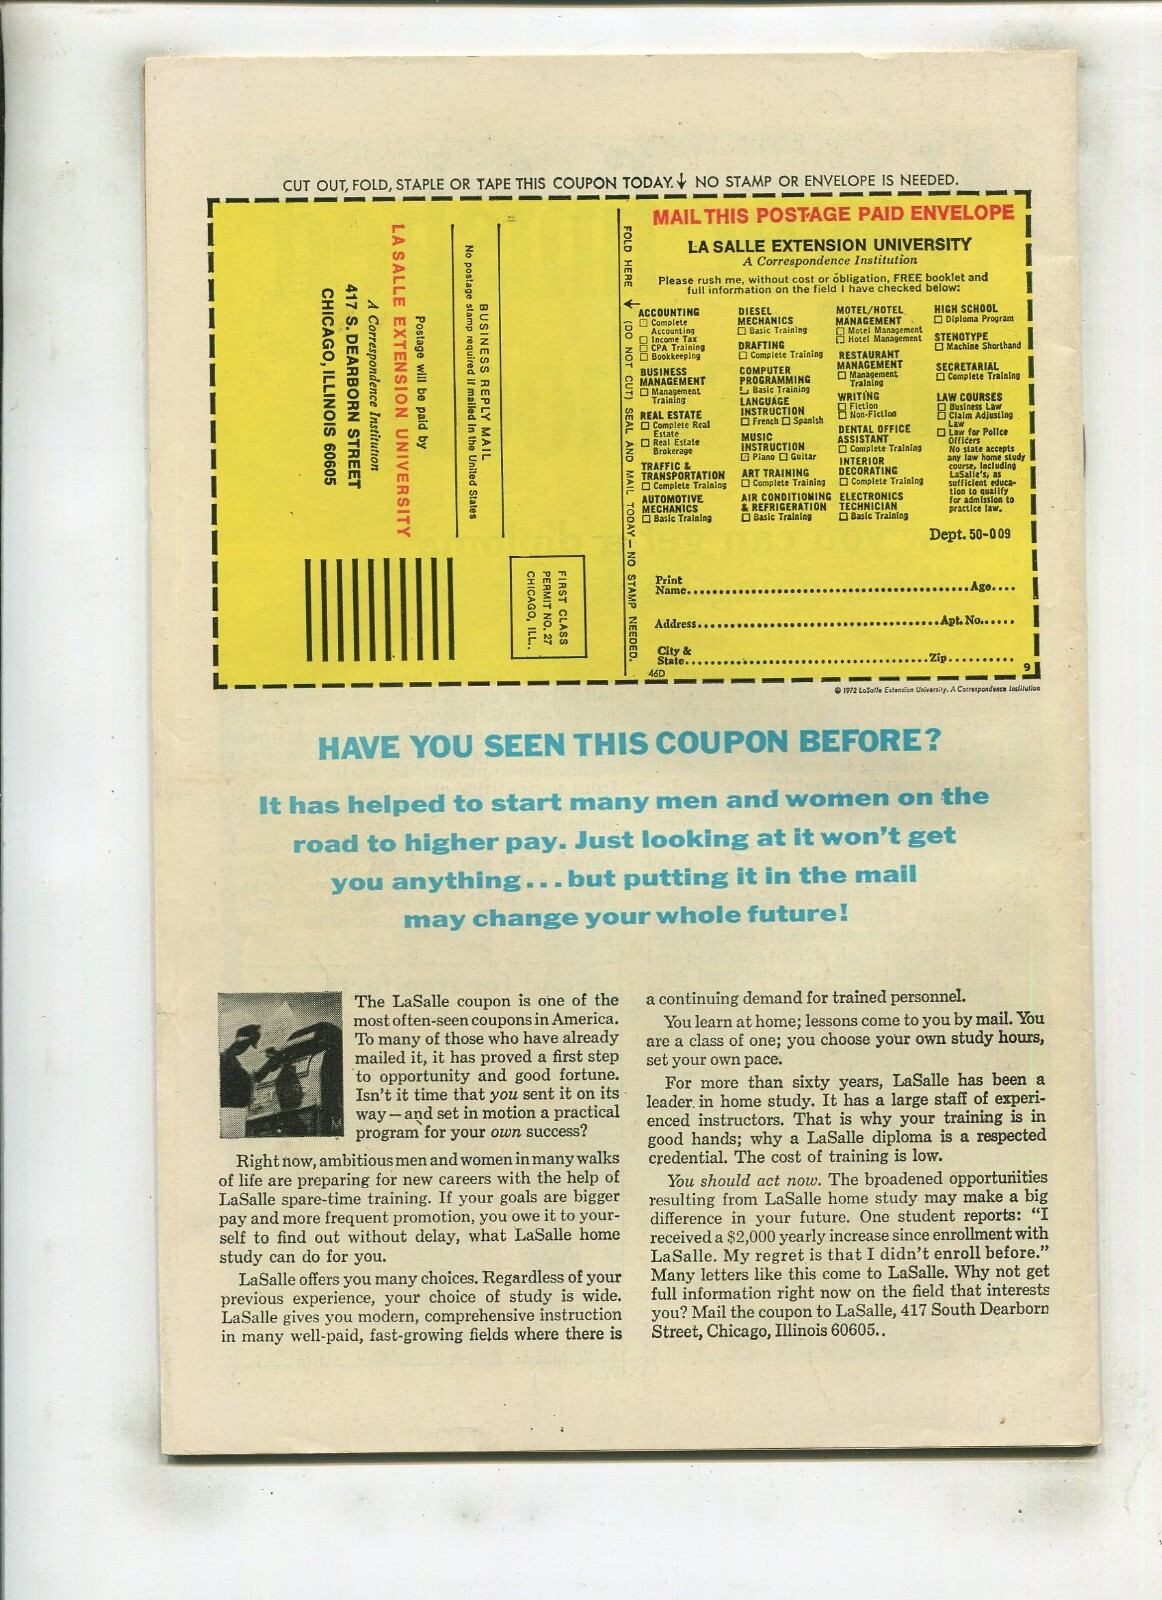 CUT OUT, FOLD, STAPLE OR TAPE THIS COUPON TODAY.↓ NO STAMP OR ENVELOPE IS NEEDED.
BUSINESS REPLY MAIL
No postage stamp required if mailed in the United States
Postage will be paid by
LA SALLE EXTENSION UNIVERSITY
A Correspondence Institution
417 S. DEARBORN STREET
CHICAGO, ILLINOIS 60605
FIRST CLASS
PERMIT NO. 27
CHICAGO, ILL..
FOLD HERE ← (DO NOT CUT) SEAL AND MAIL TODAY—NO STAMP NEEDED.
MAIL THIS POSTAGE PAID ENVELOPE
LA SALLE EXTENSION UNIVERSITY
A Correspondence Institution
Please rush me, without cost or obligation, FREE booklet and
full information on the field I have checked below:
ACCOUNTING
☐ Complete
Accounting
☐ Income Tax
☐ CPA Training
☐ Bookkeeping
BUSINESS
MANAGEMENT
☐ Management
Training
REAL ESTATE
☐ Complete Real
Estate
☐ Real Estate
Brokerage
TRAFFIC &
TRANSPORTATION
☐ Complete Training
AUTOMOTIVE
MECHANICS
☐ Basic Training
DIESEL
MECHANICS
☐ Basic Training
DRAFTING
☐ Complete Training
COMPUTER
PROGRAMMING
☐ Basic Training
LANGUAGE
INSTRUCTION
☐ French ☐ Spanish
MUSIC
INSTRUCTION
☐ Piano ☐ Guitar
ART TRAINING
☐ Complete Training
AIR CONDITIONING
& REFRIGERATION
☐ Basic Training
MOTEL/HOTEL
MANAGEMENT
☐ Motel Management
☐ Hotel Management
RESTAURANT
MANAGEMENT
☐ Management
Training
WRITING
☐ Fiction
☐ Non-Fiction
DENTAL OFFICE
ASSISTANT
☐ Complete Training
INTERIOR
DECORATING
☐ Complete Training
ELECTRONICS
TECHNICIAN
☐ Basic Training
HIGH SCHOOL
☐ Diploma Program
STENOTYPE
☐ Machine Shorthand
SECRETARIAL
☐ Complete Training
LAW COURSES
☐ Business Law
☐ Claim Adjusting
Law
☐ Law for Police
Officers
No state accepts
any law home study
course, including
LaSalle's, as
sufficient educa-
tion to qualify
for admission to
practice law.
Dept. 50-009
Print
Name........Age....
Address........Apt. No......
City &
State........Zip..........
46D
9
© 1972 LaSalle Extension University. A Correspondence Institution
HAVE YOU SEEN THIS COUPON BEFORE?
It has helped to start many men and women on the
road to higher pay. Just looking at it won't get
you anything...but putting it in the mail
may change your whole future!
The LaSalle coupon is one of the
most often-seen coupons in America.
To many of those who have already
mailed it, it has proved a first step
to opportunity and good fortune.
Isn't it time that you sent it on its
way—and set in motion a practical
program for your own success?
Right now, ambitious men and women in many walks
of life are preparing for new careers with the help of
LaSalle spare-time training. If your goals are bigger
pay and more frequent promotion, you owe it to your-
self to find out without delay, what LaSalle home
study can do for you.
LaSalle offers you many choices. Regardless of your
previous experience, your choice of study is wide.
LaSalle gives you modern, comprehensive instruction
in many well-paid, fast-growing fields where there is
a continuing demand for trained personnel.
You learn at home; lessons come to you by mail. You
are a class of one; you choose your own study hours,
set your own pace.
For more than sixty years, LaSalle has been a
leader in home study. It has a large staff of experi-
enced instructors. That is why your training is in
good hands; why a LaSalle diploma is a respected
credential. The cost of training is low.
You should act now. The broadened opportunities
resulting from LaSalle home study may make a big
difference in your future. One student reports: "I
received a $2,000 yearly increase since enrollment with
LaSalle. My regret is that I didn't enroll before."
Many letters like this come to LaSalle. Why not get
full information right now on the field that interests
you? Mail the coupon to LaSalle, 417 South Dearborn
Street, Chicago, Illinois 60605..